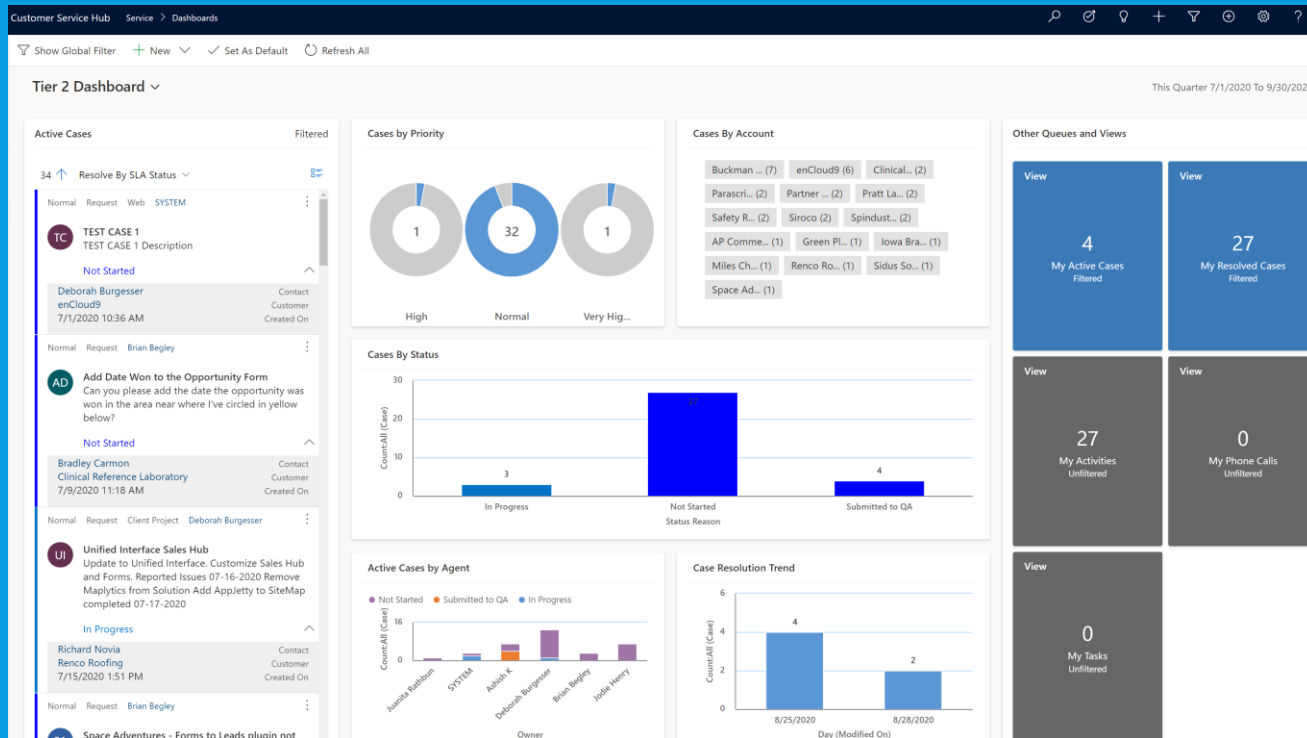 Customer Service Hub Service > Dashboards
Show Global Filter New Set As Default Refresh All
Tier 2 Dashboard
This Quarter 7/1/2020 To 9/30/202
Active Cases Filtered
34 Resolve By SLA Status
Normal Request Web SYSTEM
TC TEST CASE 1
TEST CASE 1 Description
Not Started
Deborah Burgesser Contact
enCloud9 Customer
7/1/2020 10:36 AM Created On
Normal Request Brian Begley
AD Add Date Won to the Opportunity Form
Can you please add the date the opportunity was
won in the area near where I've circled in yellow
below?
Not Started
Bradley Carmon Contact
Clinical Reference Laboratory Customer
7/9/2020 11:18 AM Created On
Normal Request Client Project Deborah Burgesser
UI Unified Interface Sales Hub
Update to Unified Interface. Customize Sales Hub
and Forms. Reported Issues 07-16-2020 Remove
Maplytics from Solution Add AppJetty to SiteMap
completed 07-17-2020
In Progress
Richard Novia Contact
Renco Roofing Customer
7/15/2020 1:51 PM Created On
Normal Request Brian Begley
Space Adventures - Forms to Leads plugin not
Cases by Priority
1 32 1
High Normal Very Hig...
Cases By Account
Buckman ... (7) enCloud9 (6) Clinical... (2)
Parascri... (2) Partner ... (2) Pratt La... (2)
Safety R... (2) Siroco (2) Spindust... (2)
AP Comme... (1) Green Pl... (1) Iowa Bra... (1)
Miles Ch... (1) Renco Ro... (1) Sidus So... (1)
Space Ad... (1)
Cases By Status
Count:All (Case)
30
20
10
0
3
27
4
In Progress Not Started Submitted to QA
Status Reason
Active Cases by Agent
Not Started Submitted to QA In Progress
Count:All (Case)
16
0
Juanita Rathbun SYSTEM Ashish K Deborah Burgesser Brian Begley Jodie Henry
Owner
Case Resolution Trend
Count:All (Case)
6
4
2
0
4
2
8/25/2020 8/28/2020
Day (Modified On)
Other Queues and Views
View
4
My Active Cases
Filtered
View
27
My Resolved Cases
Filtered
View
27
My Activities
Unfiltered
View
0
My Phone Calls
Unfiltered
View
0
My Tasks
Unfiltered